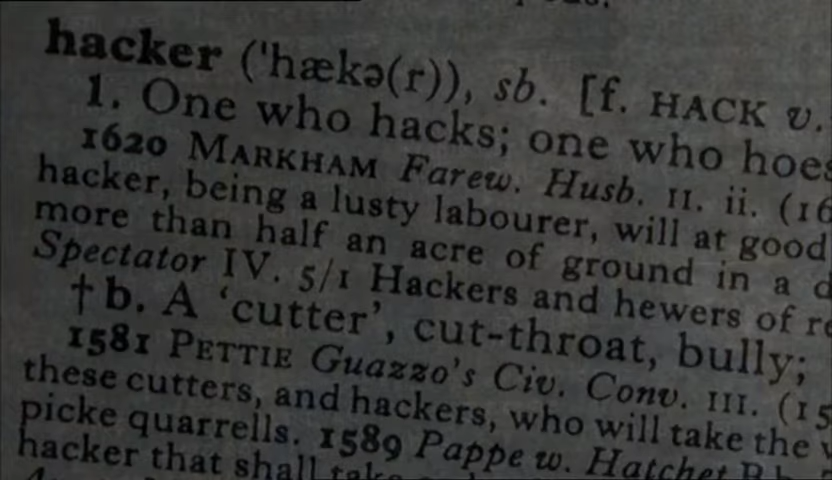 hacker ('hækə(r)), sb. [f. HACK v.
1. One who hacks; one who hoes
1620 MARKHAM Farew. Husb. II. ii. (16
hacker, being a lusty labourer, will at good
more than half an acre of ground in a d
Spectator IV. 5/1 Hackers and hewers of r
†b. A ‘cutter’, cut-throat, bully;
1581 PETTIE Guazzo's Civ. Conv. III. (15
these cutters, and hackers, who will take the
picke quarrells. 1589 Pappe w. Hatchet B b
hacker that shall take